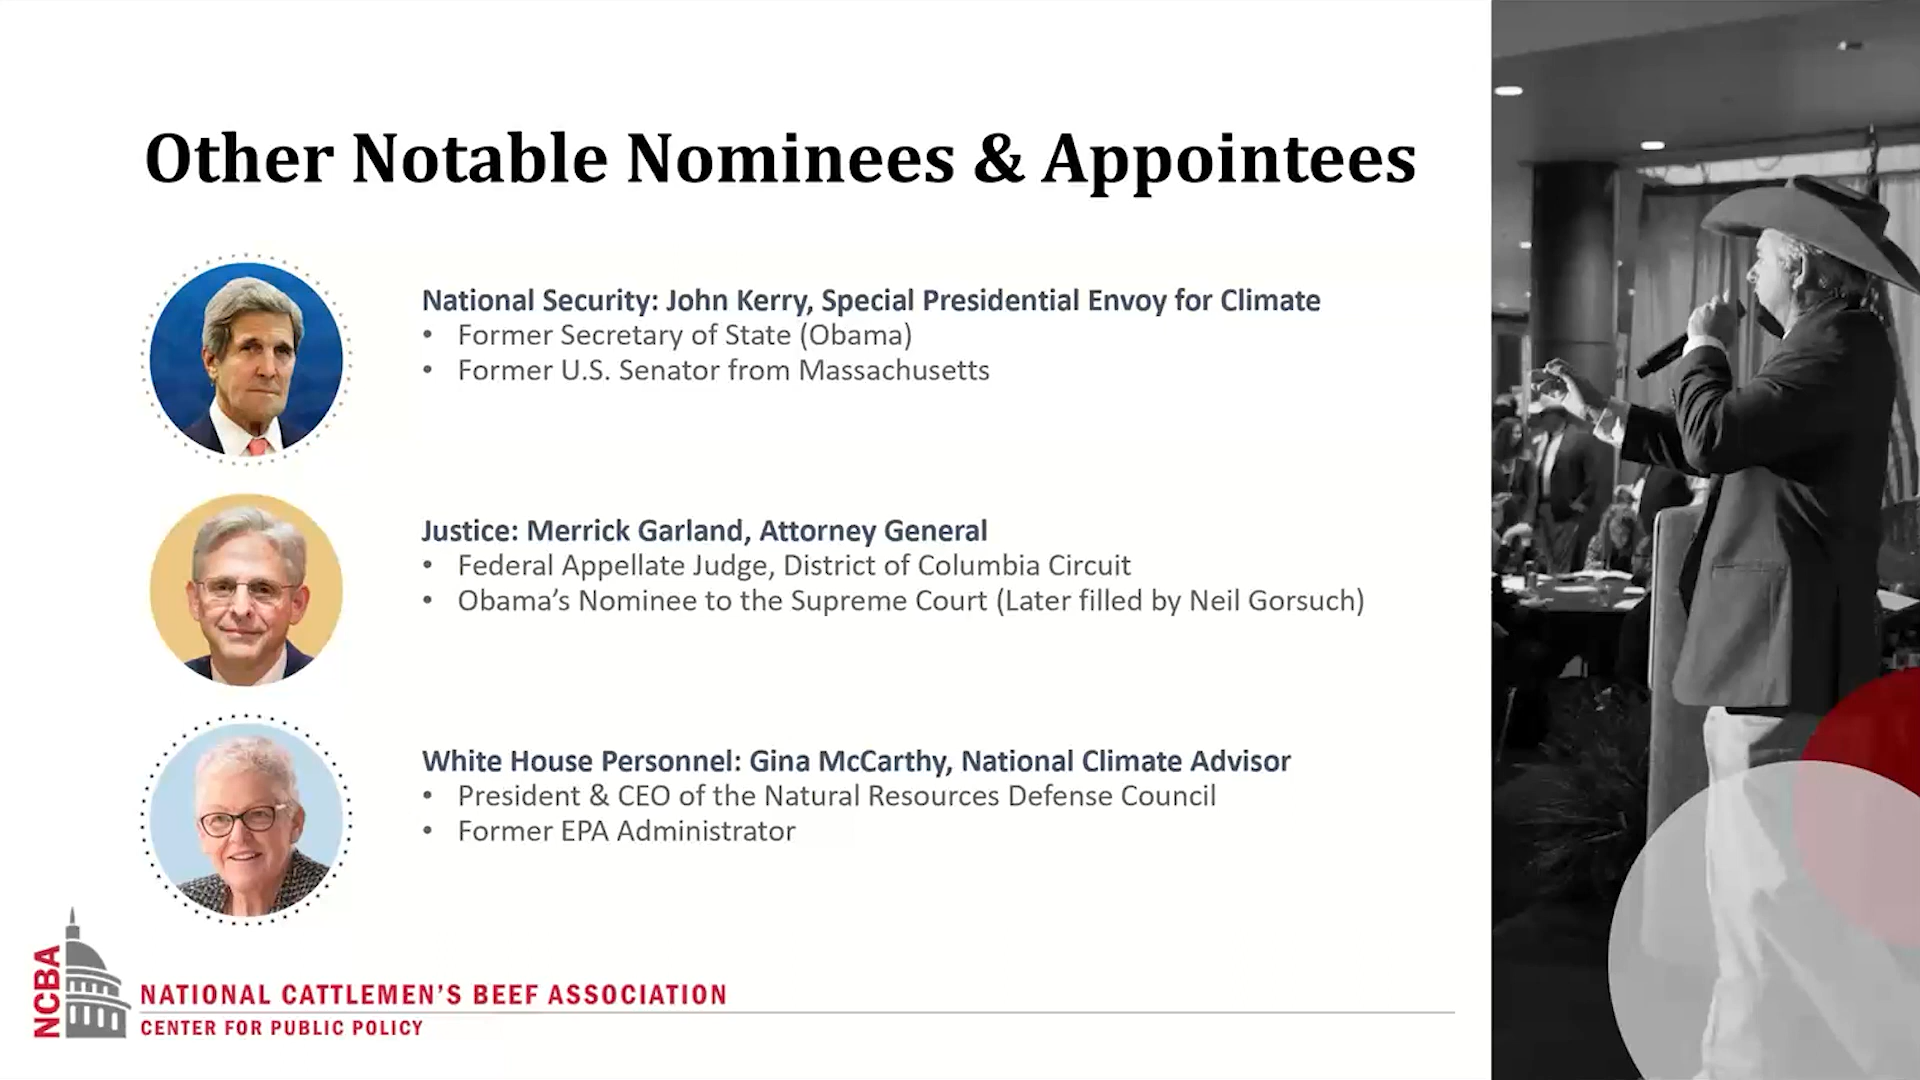 Other Notable Nominees & Appointees
National Security: John Kerry, Special Presidential Envoy for Climate
• Former Secretary of State (Obama)
• Former U.S. Senator from Massachusetts
Justice: Merrick Garland, Attorney General
• Federal Appellate Judge, District of Columbia Circuit
• Obama's Nominee to the Supreme Court (Later filled by Neil Gorsuch)
White House Personnel: Gina McCarthy, National Climate Advisor
• President & CEO of the Natural Resources Defense Council
• Former EPA Administrator
NCBA
NATIONAL CATTLEMEN'S BEEF ASSOCIATION
CENTER FOR PUBLIC POLICY